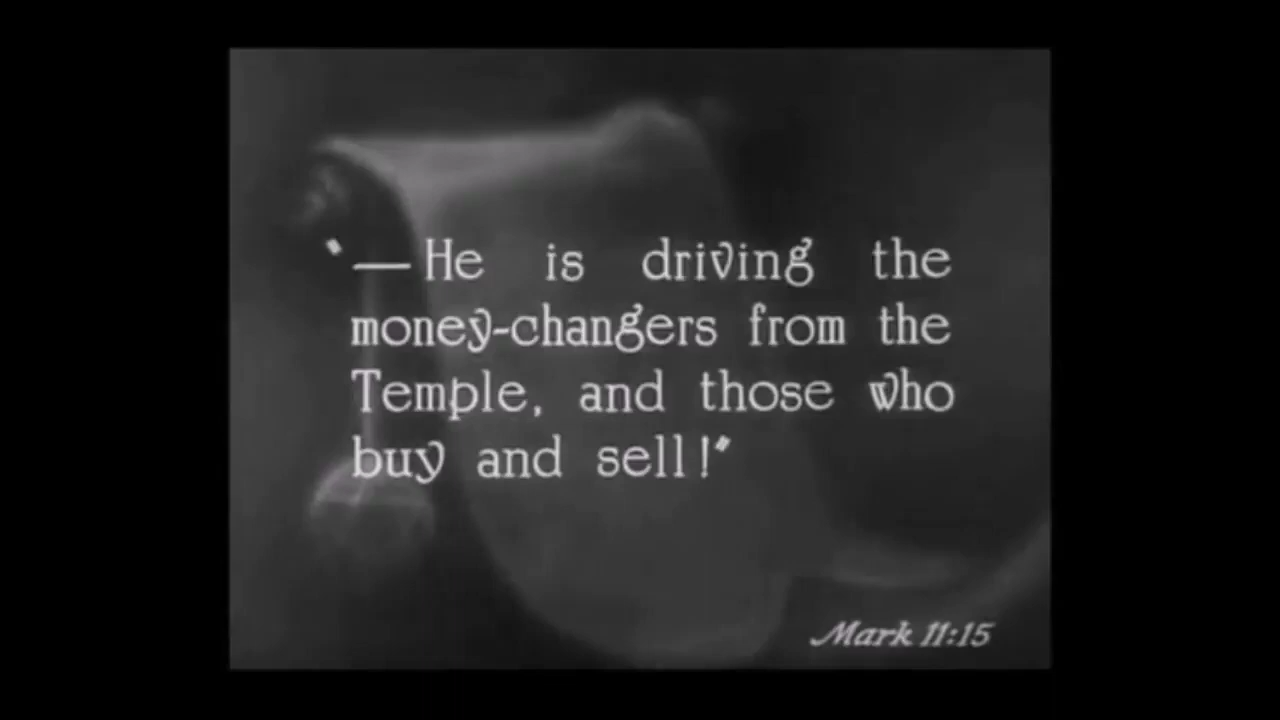 "—He is driving the
money-changers from the
Temple, and those who
buy and sell!"
Mark 11:15